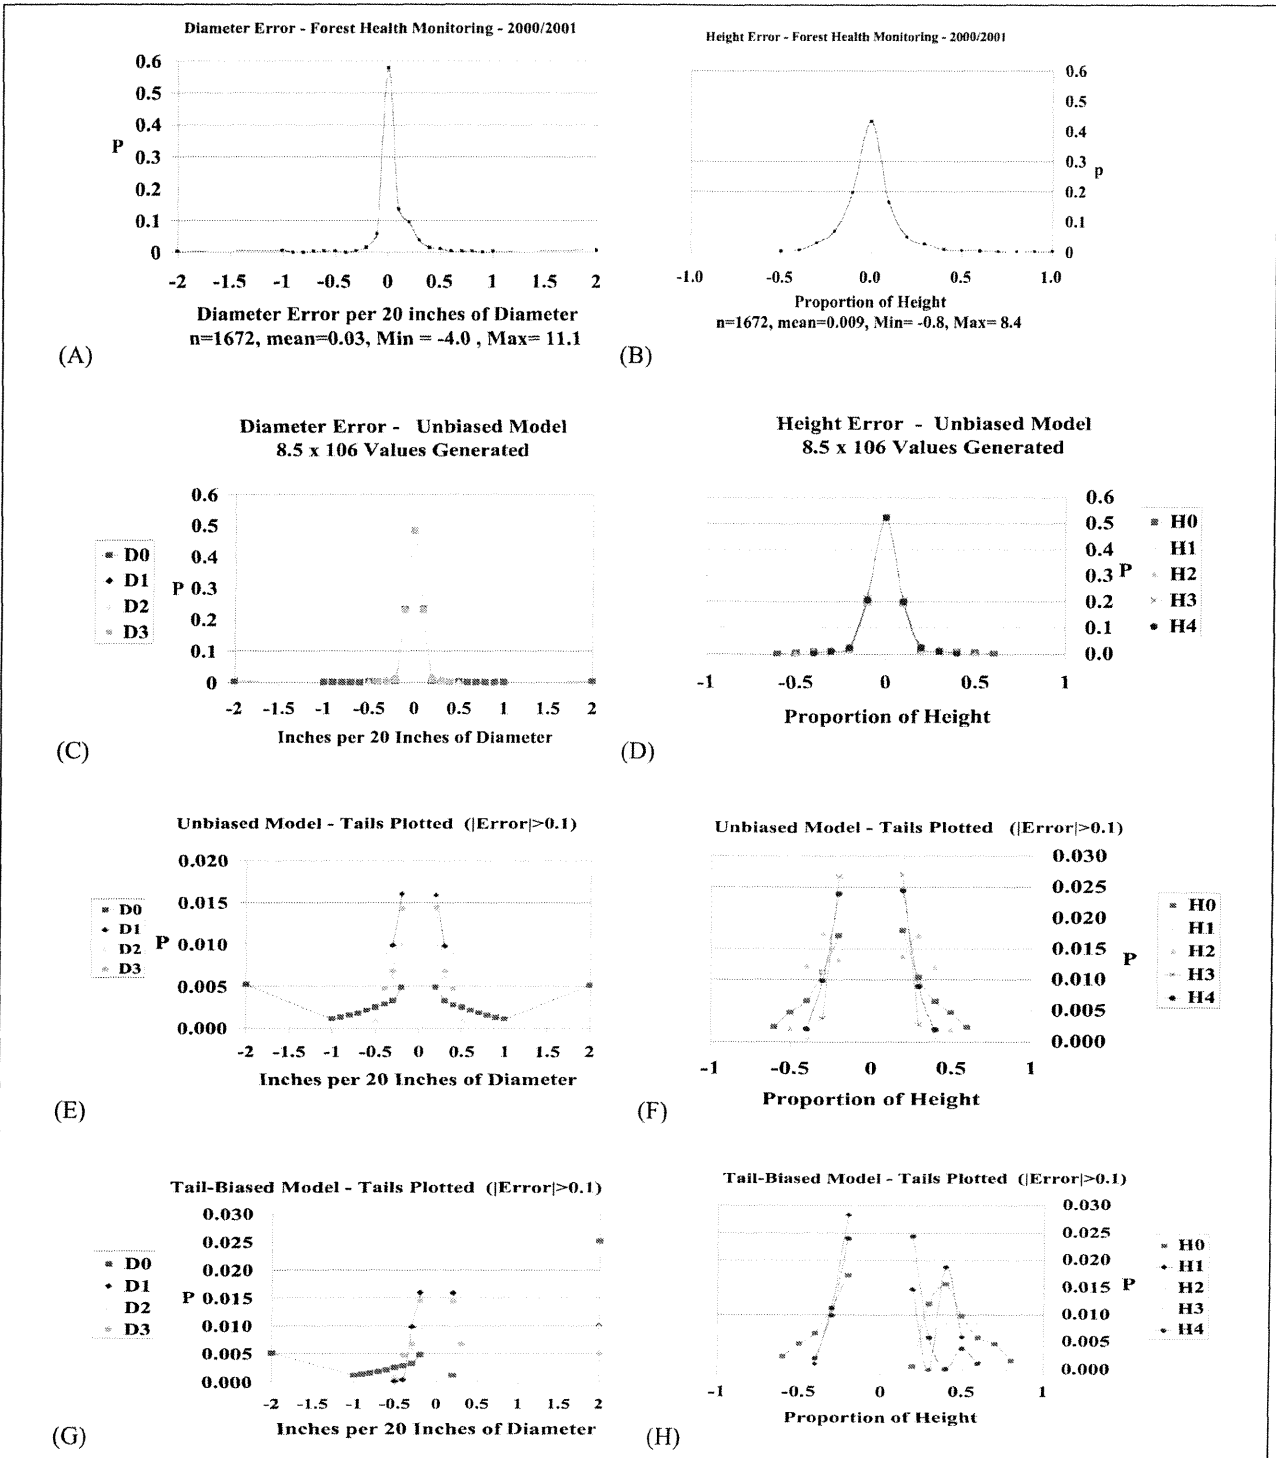 Diameter Error - Forest Health Monitoring - 2000/2001
0.6
0.5
0.4
P
0.3
0.2
0.1
0
-2 -1.5 -1 -0.5 0 0.5 1 1.5 2
Diameter Error per 20 inches of Diameter
n=1672, mean=0.03, Min = -4.0 , Max= 11.1
(A)
Height Error - Forest Health Monitoring - 2000/2001
0.6
0.5
0.4
0.3
p
0.2
0.1
0
-1.0 -0.5 0.0 0.5 1.0
Proportion of Height
n=1672, mean=0.009, Min= -0.8, Max= 8.4
(B)
Diameter Error - Unbiased Model
8.5 x 106 Values Generated
0.6
0.5
0.4
P 0.3
0.2
0.1
0
D0
D1
D2
D3
-2 -1.5 -1 -0.5 0 0.5 1 1.5 2
Inches per 20 Inches of Diameter
(C)
Height Error - Unbiased Model
8.5 x 106 Values Generated
0.6
0.5
0.4
0.3 P
0.2
0.1
0.0
H0
H1
H2
H3
H4
-1 -0.5 0 0.5 1
Proportion of Height
(D)
Unbiased Model - Tails Plotted (|Error|>0.1)
0.020
0.015
P 0.010
0.005
0.000
D0
D1
D2
D3
-2 -1.5 -1 -0.5 0 0.5 1 1.5 2
Inches per 20 Inches of Diameter
(E)
Unbiased Model - Tails Plotted (|Error|>0.1)
0.030
0.025
0.020
0.015 P
0.010
0.005
0.000
H0
H1
H2
H3
H4
-1 -0.5 0 0.5 1
Proportion of Height
(F)
Tail-Biased Model - Tails Plotted (|Error|>0.1)
0.030
0.025
0.020
P 0.015
0.010
0.005
0.000
D0
D1
D2
D3
-2 -1.5 -1 -0.5 0 0.5 1 1.5 2
Inches per 20 Inches of Diameter
(G)
Tail-Biased Model - Tails Plotted (|Error|>0.1)
0.030
0.025
0.020
0.015 P
0.010
0.005
0.000
H0
H1
H2
H3
H4
-1 -0.5 0 0.5 1
Proportion of Height
(H)